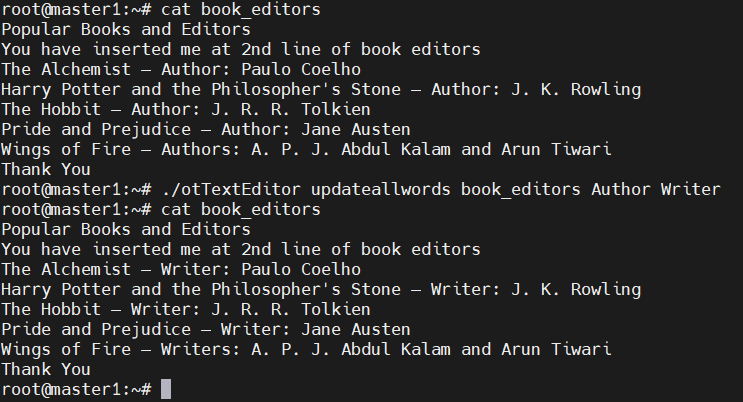 root@master1:~# cat book_editors
Popular Books and Editors
You have inserted me at 2nd line of book editors
The Alchemist – Author: Paulo Coelho
Harry Potter and the Philosopher's Stone – Author: J. K. Rowling
The Hobbit – Author: J. R. R. Tolkien
Pride and Prejudice – Author: Jane Austen
Wings of Fire – Authors: A. P. J. Abdul Kalam and Arun Tiwari
Thank You
root@master1:~# ./otTextEditor updateallwords book_editors Author Writer
root@master1:~# cat book_editors
Popular Books and Editors
You have inserted me at 2nd line of book editors
The Alchemist – Writer: Paulo Coelho
Harry Potter and the Philosopher's Stone – Writer: J. K. Rowling
The Hobbit – Writer: J. R. R. Tolkien
Pride and Prejudice – Writer: Jane Austen
Wings of Fire – Writers: A. P. J. Abdul Kalam and Arun Tiwari
Thank You
root@master1:~#